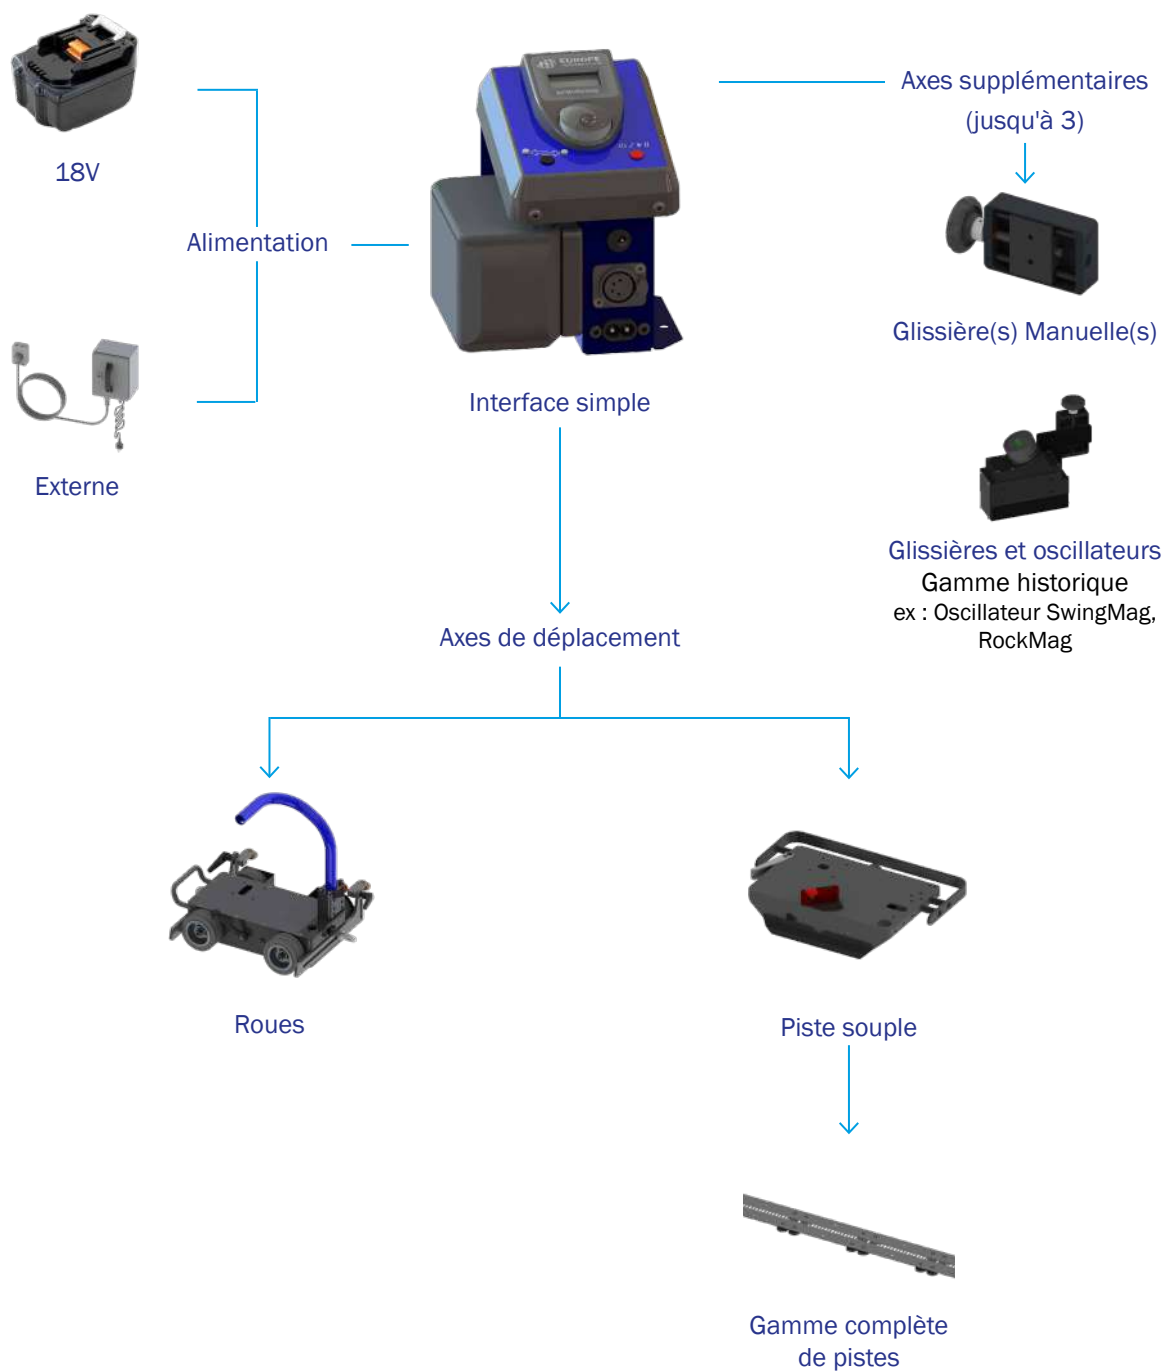 EUROPE
Axes supplémentaires
(jusqu'à 3)
18V
Alimentation
Glissière(s) Manuelle(s)
Interface simple
Externe
Glissières et oscillateurs
Gamme historique
ex : Oscillateur SwingMag,
RockMag
Axes de déplacement
Roues
Piste souple
Gamme complète
de pistes